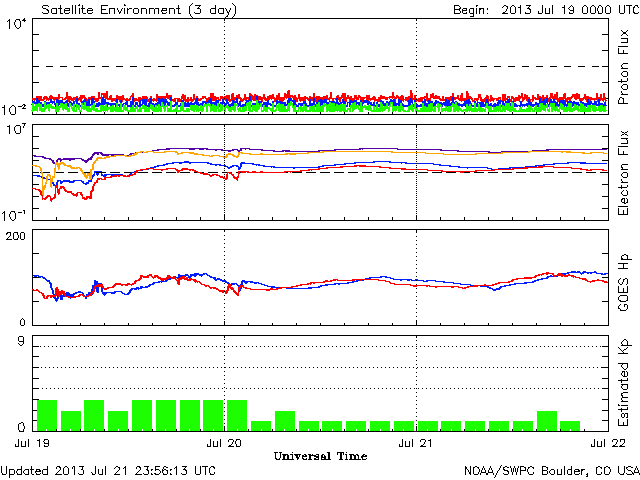 Satellite Environment (3 day)
Begin: 2013 Jul 19 0000 UTC
10⁴
10⁻²
Proton Flux
10⁷
10⁻¹
Electron Flux
200
0
GOES Hp
9
0
Estimated Kp
Jul 19
Jul 20
Jul 21
Jul 22
Universal Time
Updated 2013 Jul 21 23:56:13 UTC
NOAA/SWPC Boulder, CO USA